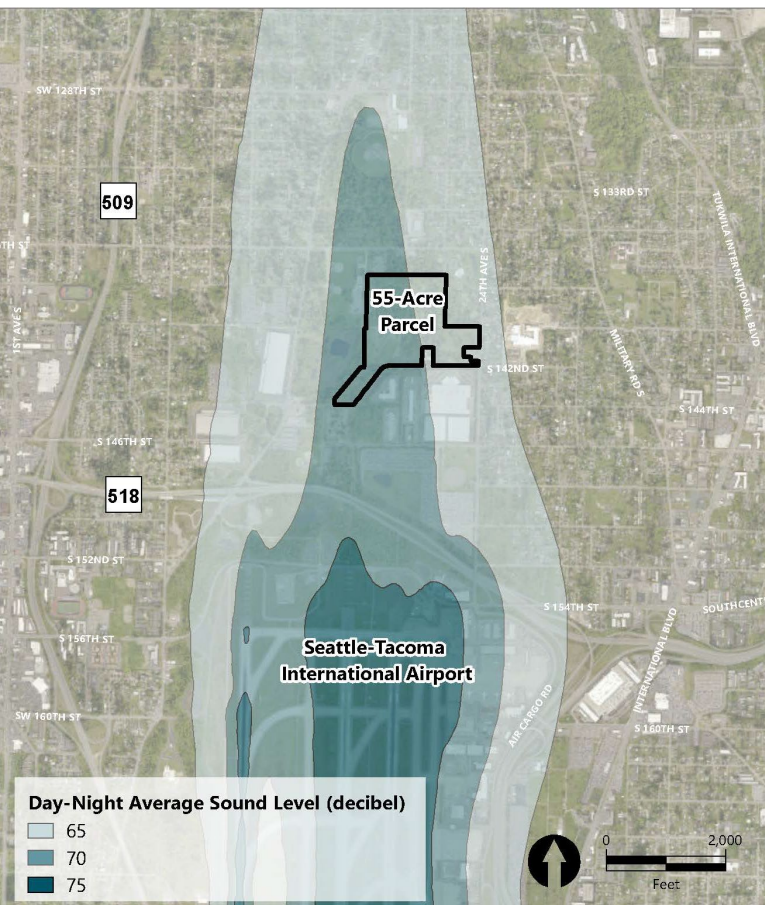 SW 128TH ST
509
S 133RD ST
TUKWILA INTERNATIONAL BLVD
TH ST
24TH AVE S
55-Acre
Parcel
1ST AVE S
MILITARY RD S
S 142ND ST
S 144TH ST
S 146TH ST
518
S 152ND ST
S 154TH ST
SOUTHCENT
S 156TH ST
Seattle-Tacoma
International Airport
INTERNATIONAL BLVD
AIR CARGO RD
SW 160TH ST
S 160TH ST
Day-Night Average Sound Level (decibel)
65
70
75
0 2,000
Feet